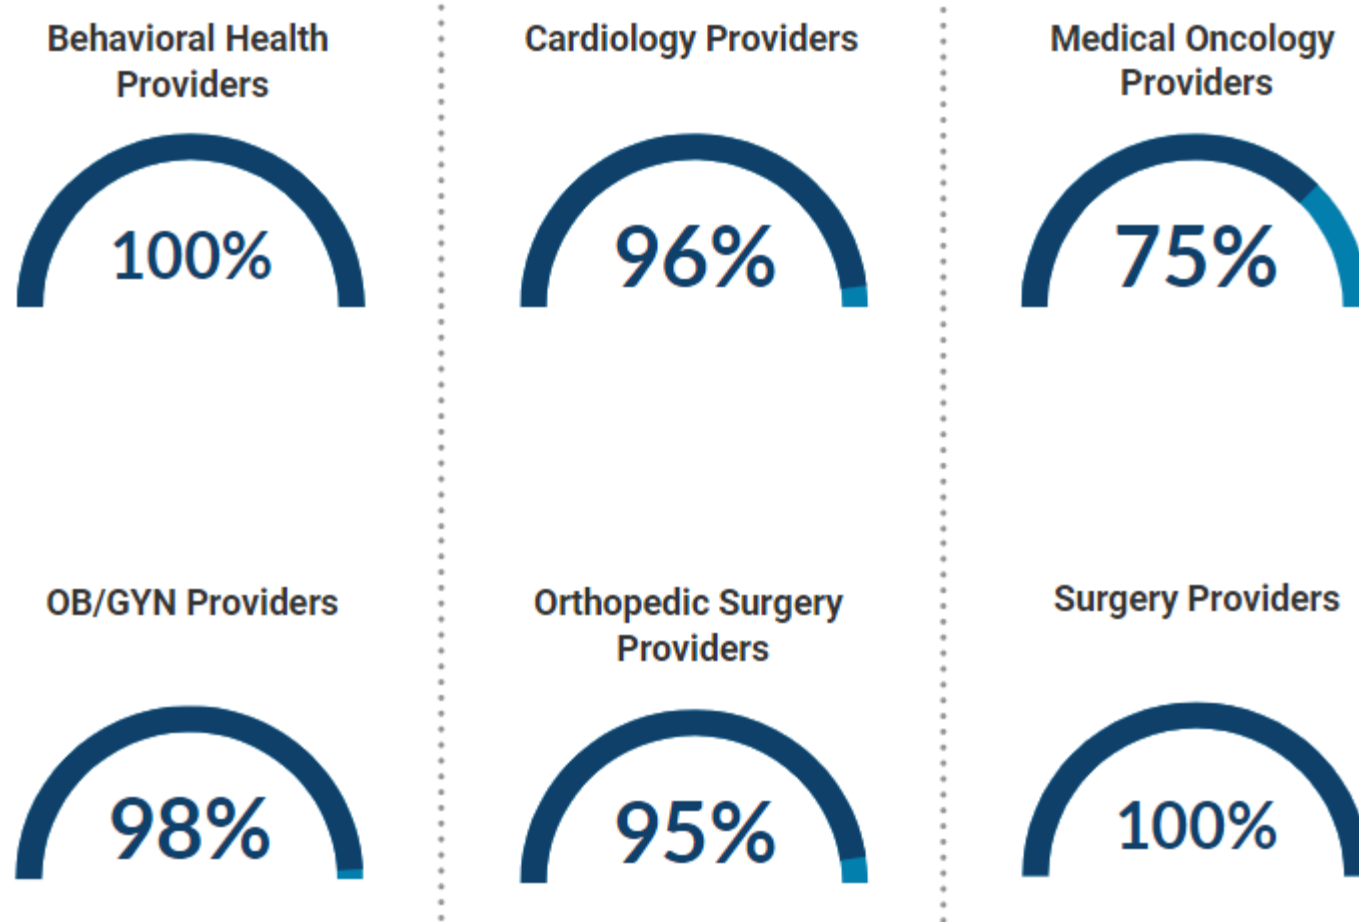 Behavioral Health
Providers
100%
Cardiology Providers
96%
Medical Oncology
Providers
75%
OB/GYN Providers
98%
Orthopedic Surgery
Providers
95%
Surgery Providers
100%